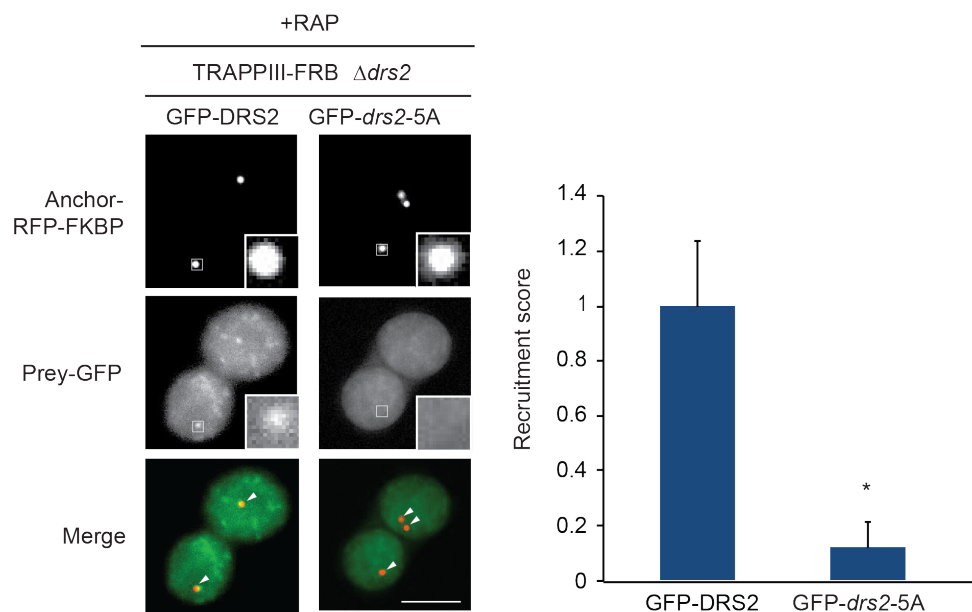 +RAP
TRAPPIII-FRB Δdrs2
GFP-DRS2 GFP-drs2-5A
Anchor-
RFP-FKBP
Prey-GFP
Merge
Recruitment score
1.4
1.2
1
0.8
0.6
0.4
0.2
0
*
GFP-DRS2 GFP-drs2-5A